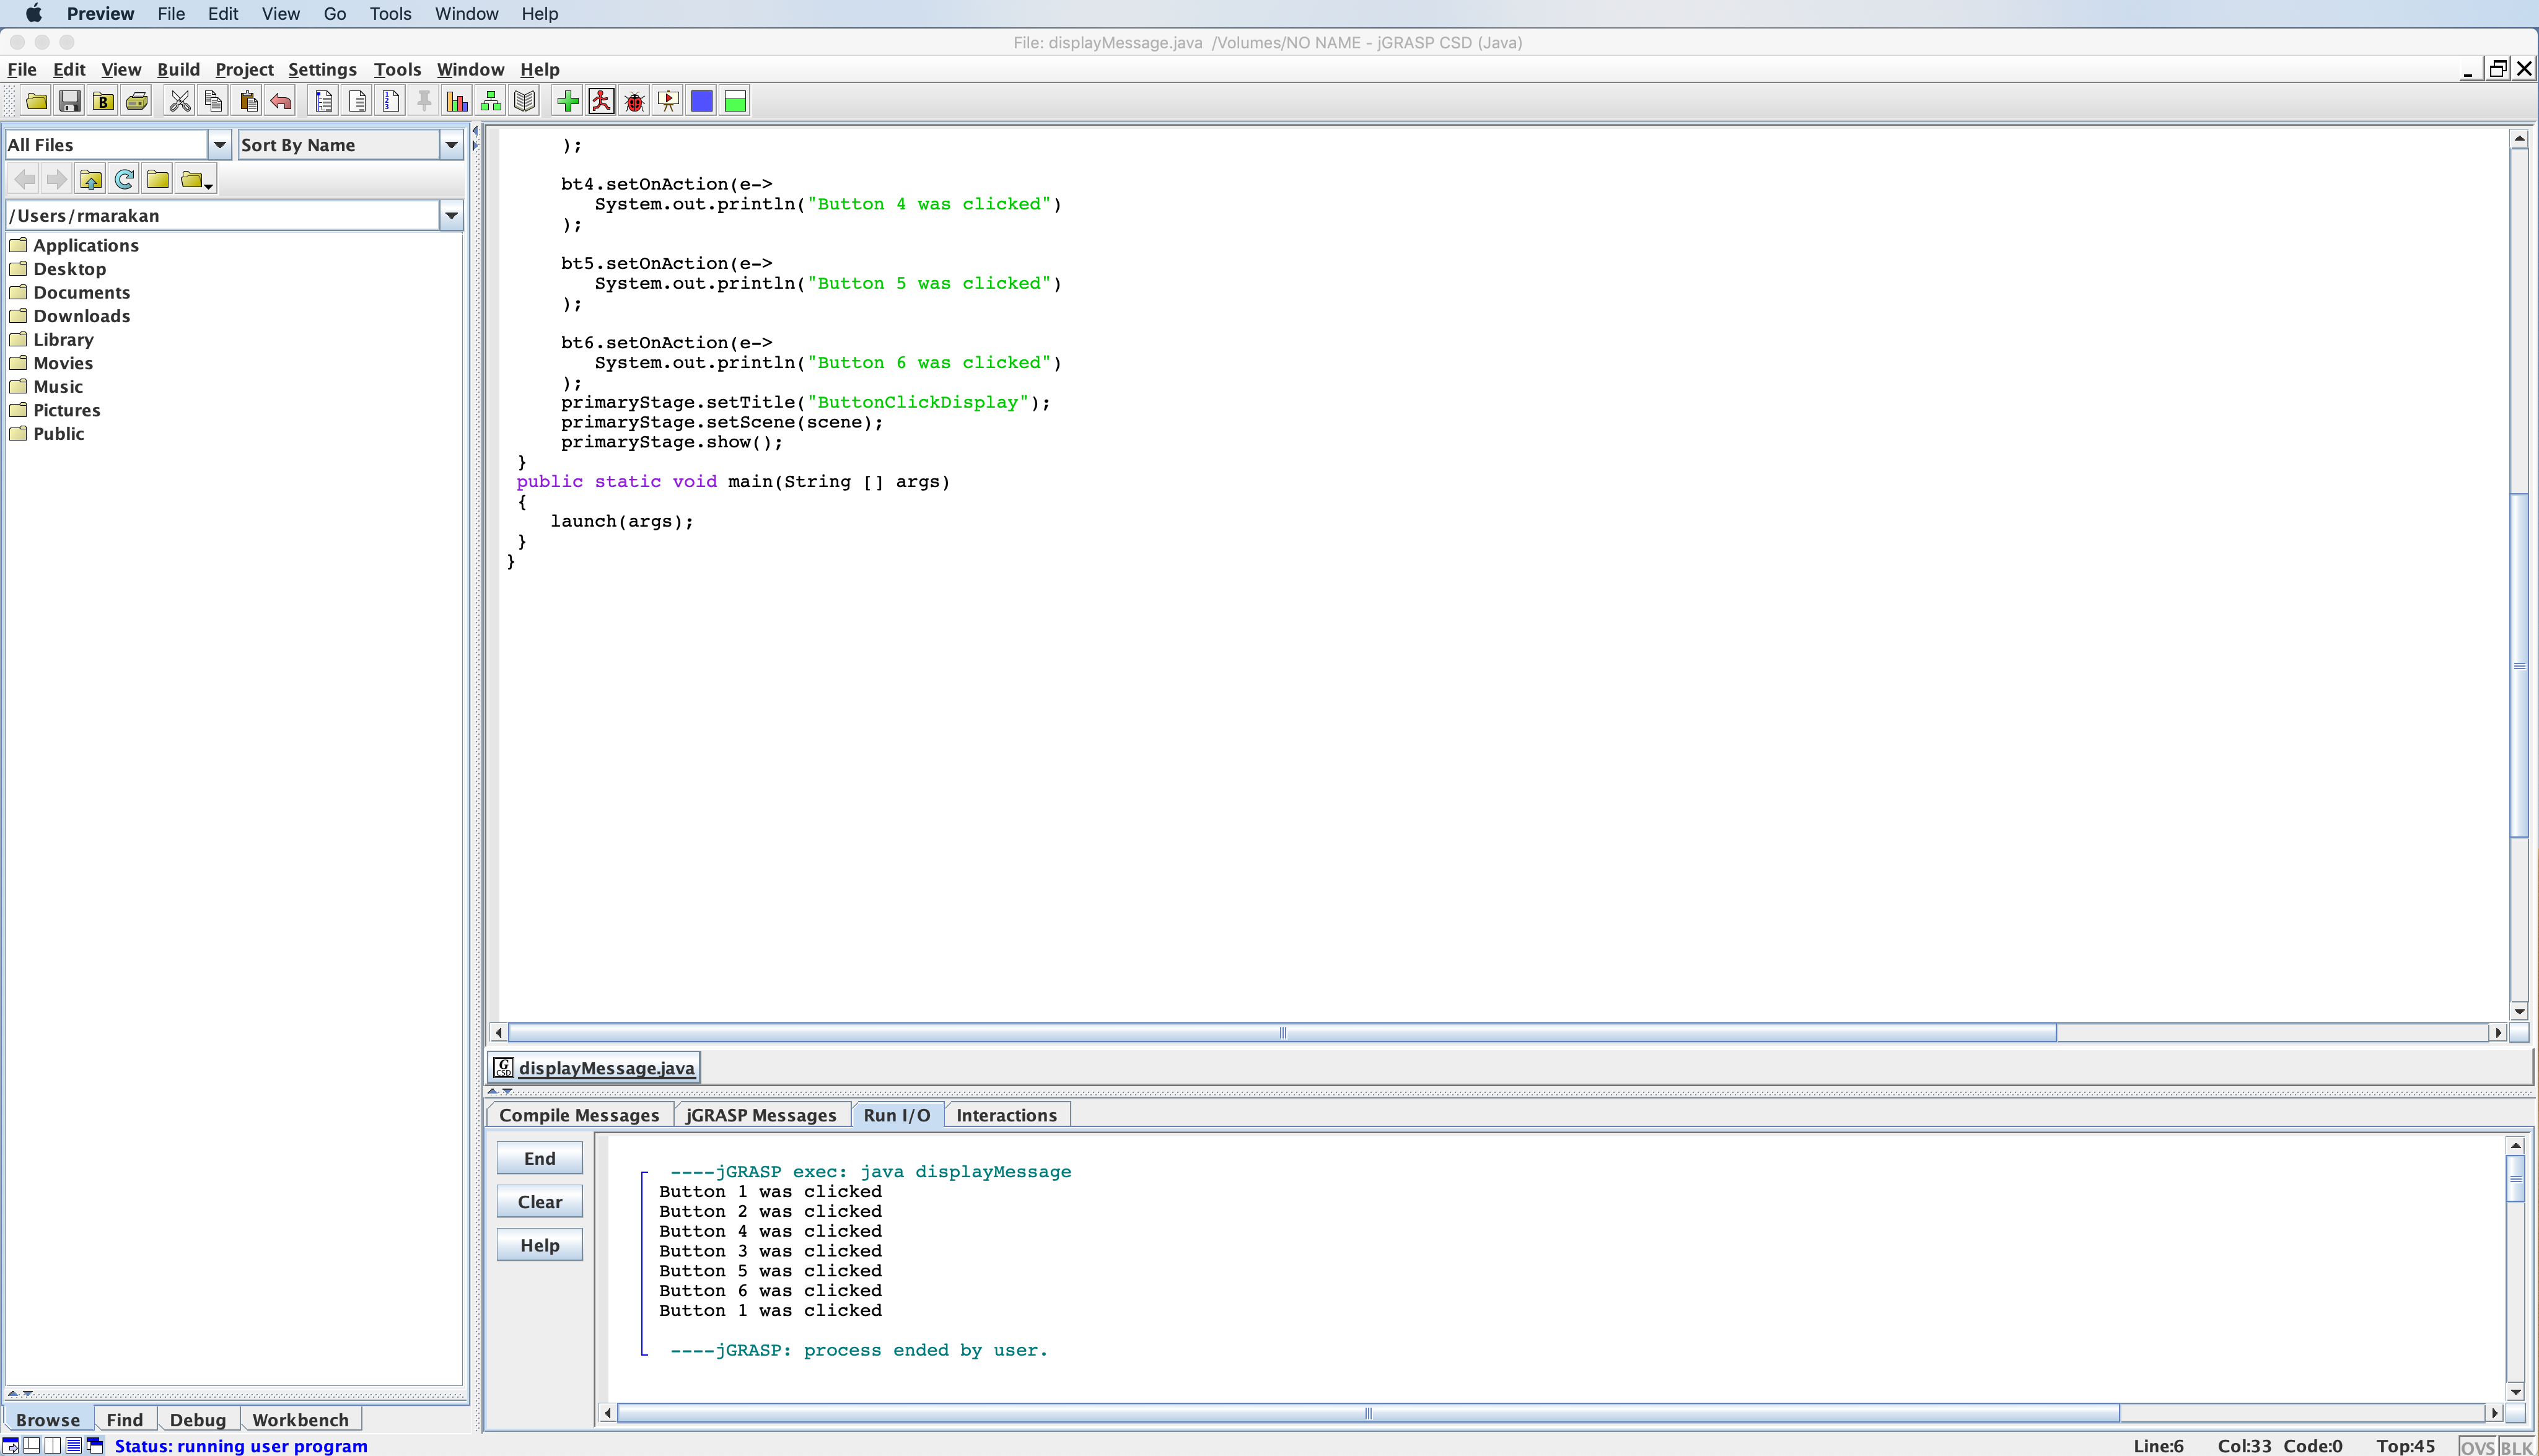 Preview File Edit View Go Tools Window Help
File: displayMessage.java /Volumes/NO NAME - jGRASP CSD (Java)
File Edit View Build Project Settings Tools Window Help
All Files Sort By Name
/Users/rmarakan
Applications
Desktop
Documents
Downloads
Library
Movies
Music
Pictures
Public
);
bt4.setOnAction(e->
System.out.println("Button 4 was clicked")
);
bt5.setOnAction(e->
System.out.println("Button 5 was clicked")
);
bt6.setOnAction(e->
System.out.println("Button 6 was clicked")
);
primaryStage.setTitle("ButtonClickDisplay");
primaryStage.setScene(scene);
primaryStage.show();
}
public static void main(String [] args)
{
launch(args);
}
}
displayMessage.java
Compile Messages jGRASP Messages Run I/O Interactions
End
Clear
Help
----jGRASP exec: java displayMessage
Button 1 was clicked
Button 2 was clicked
Button 4 was clicked
Button 3 was clicked
Button 5 was clicked
Button 6 was clicked
Button 1 was clicked
----jGRASP: process ended by user.
Browse Find Debug Workbench
Status: running user program
Line:6 Col:33 Code:0 Top:45 OVS BLK